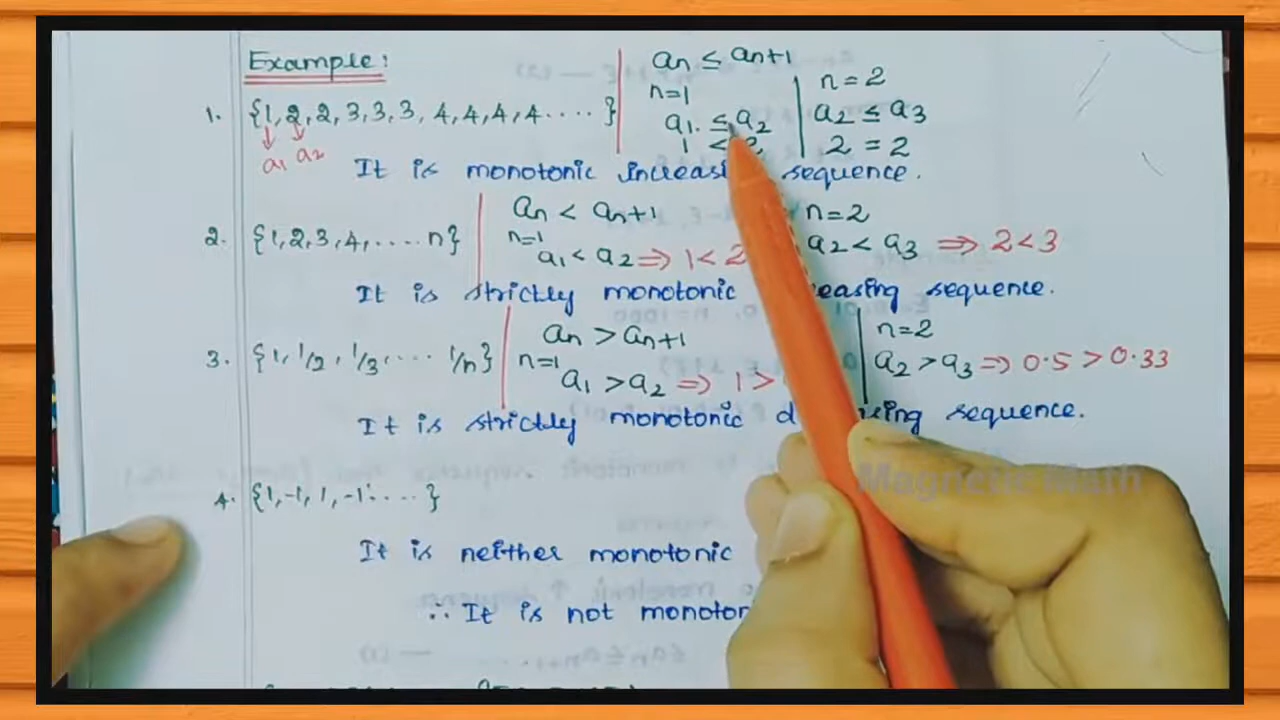 Example:
1. {1, 2, 2, 3, 3, 3, 4, 4, 4, 4 .... }
a1 a2
an ≤ an+1
n=1
a1. ≤ a2
1 < 2
n=2
a2 ≤ a3
2 = 2
It is monotonic sequence.
2. {1, 2, 3, 4, .... n}
an < an+1
n=1
a1 < a2 ⇒ 1 < 2
n=2
a2 < a3 ⇒ 2 < 3
It is strictly monotonic sequence.
3. {1, 1/2, 1/3, .... 1/n}
an > an+1
n=1
a1 > a2 ⇒ 1 >
n=2
a2 > a3 ⇒ 0.5 > 0.33
It is strictly monotonic sequence.
4. {1, -1, 1, -1 .... }
It is neither monotonic
∴ It is not
Magnetic Math